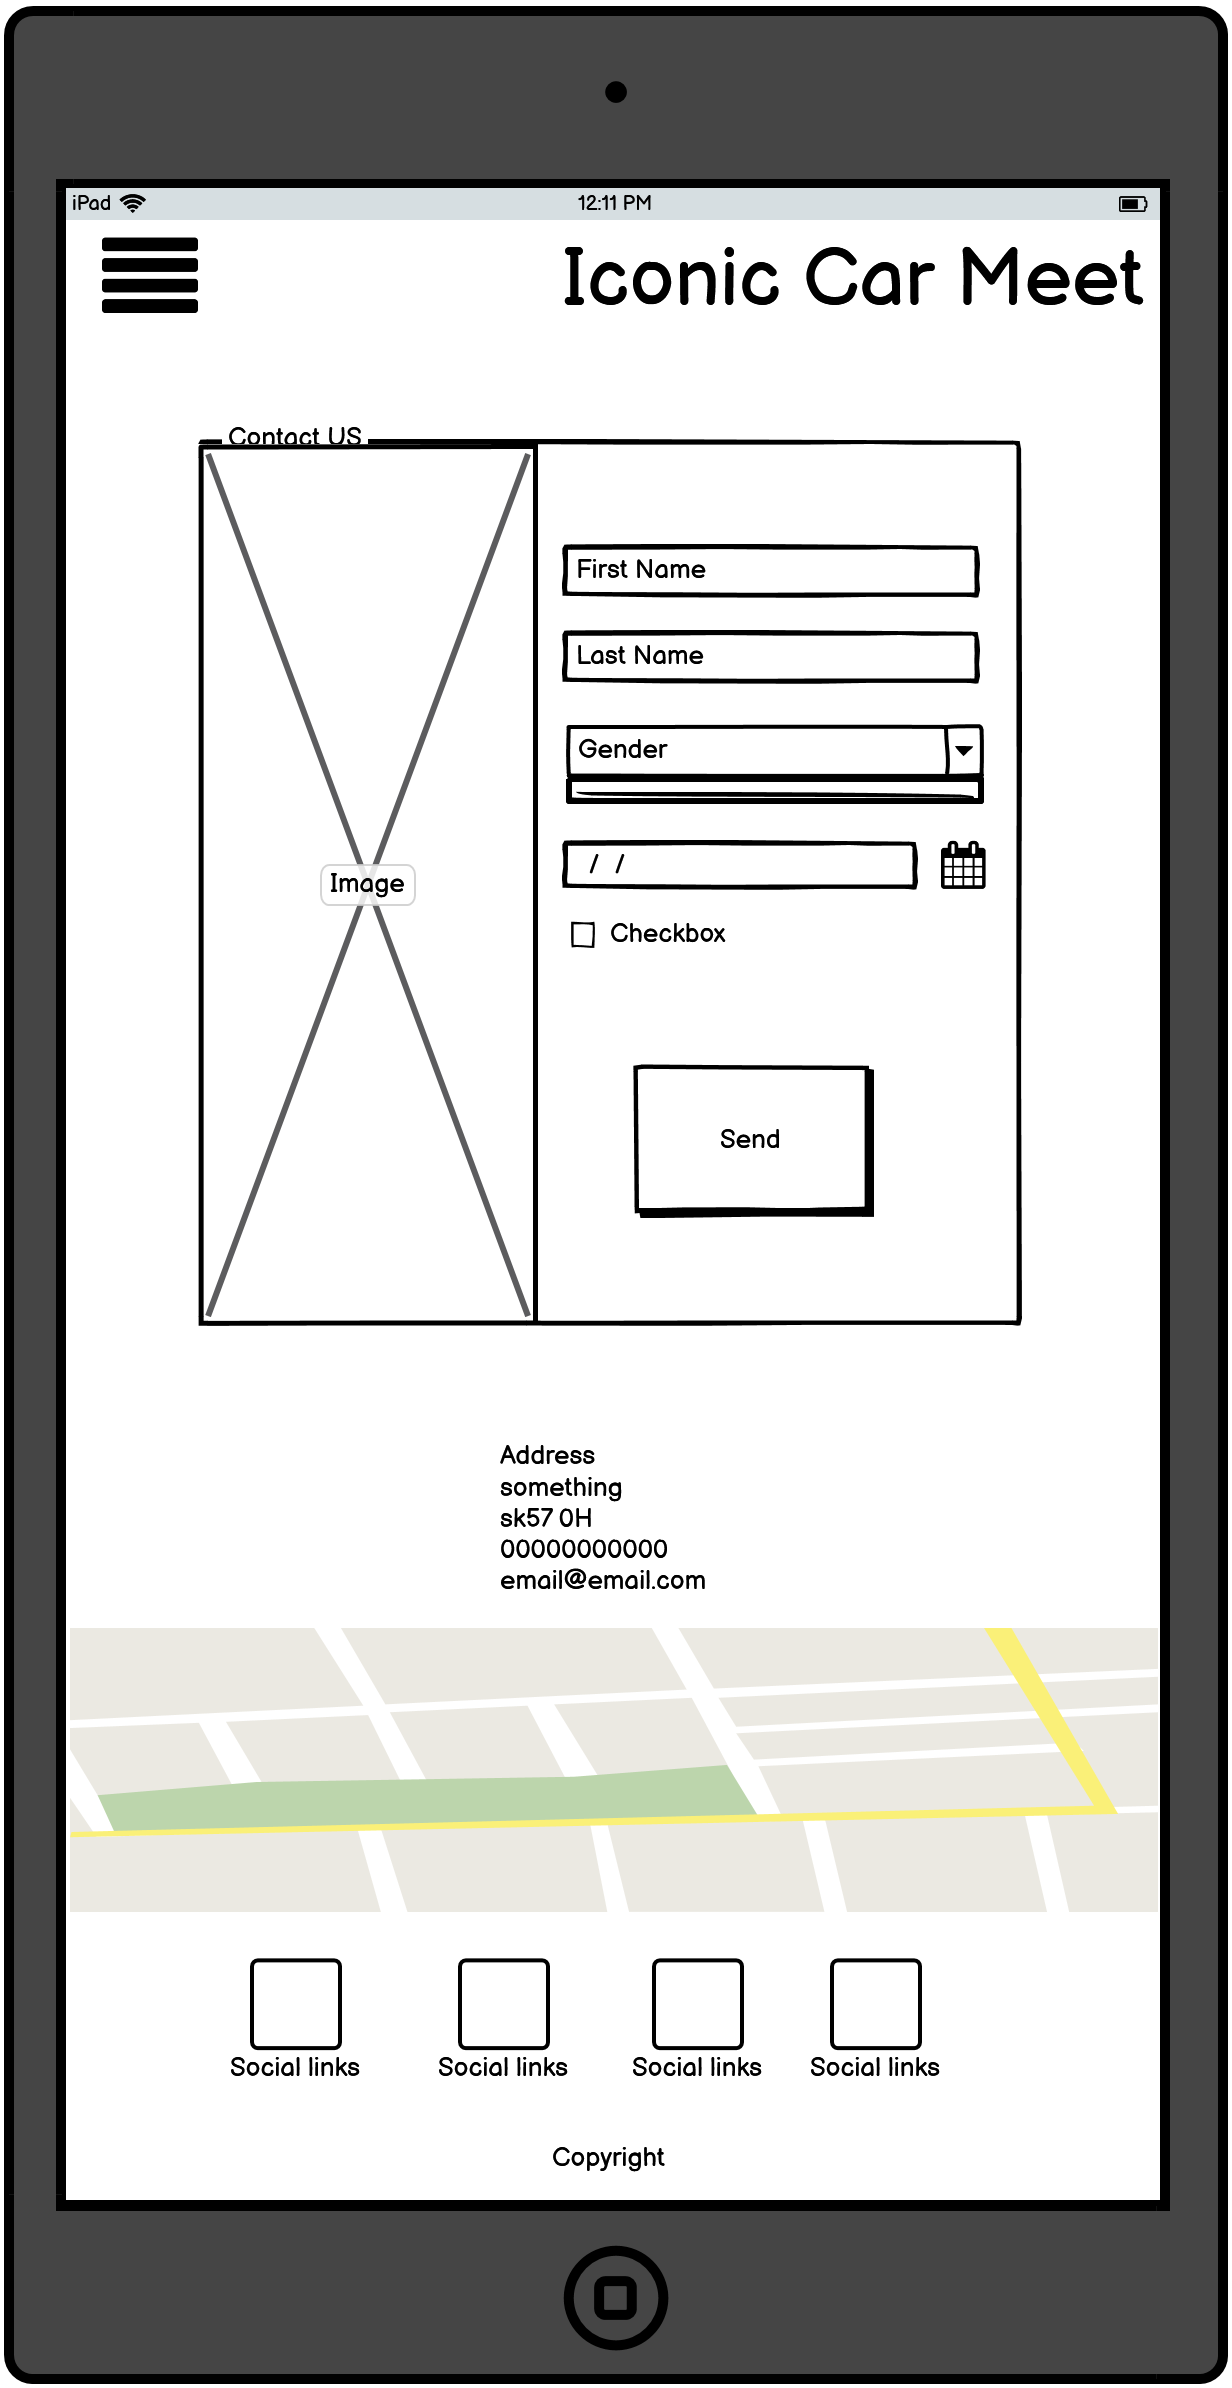 iPad 12:11 PM
Iconic Car Meet
Contact US
First Name
Last Name
Gender
Image
/ /
Checkbox
Send
Address
something
sk57 0H
00000000000
email@email.com
Social links Social links Social links Social links
Copyright